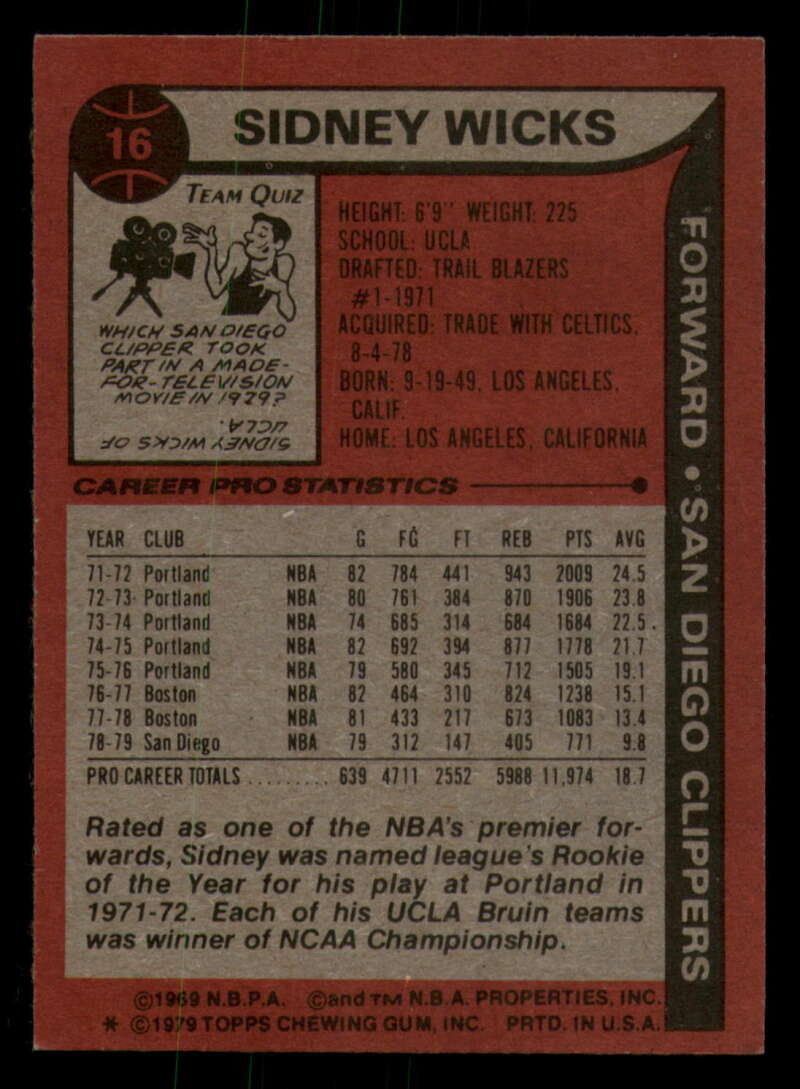 16
SIDNEY WICKS
TEAM QUIZ
WHICH SAN DIEGO
CLIPPER TOOK
PART IN A MADE-
FOR-TELEVISION
MOVIE IN 1979?
SIDNEY WICKS OF
UCLA.
HEIGHT: 6'9" WEIGHT: 225
SCHOOL: UCLA
DRAFTED: TRAIL BLAZERS
#1-1971
ACQUIRED: TRADE WITH CELTICS,
8-4-78
BORN: 9-19-49, LOS ANGELES,
CALIF.
HOME: LOS ANGELES, CALIFORNIA
FORWARD • SAN DIEGO CLIPPERS
CAREER PRO STATISTICS
YEAR CLUB G FG FT REB PTS AVG
71-72 Portland NBA 82 784 441 943 2009 24.5
72-73 Portland NBA 80 761 384 870 1906 23.8
73-74 Portland NBA 74 685 314 684 1684 22.5
74-75 Portland NBA 82 692 394 877 1778 21.7
75-76 Portland NBA 79 580 345 712 1505 19.1
76-77 Boston NBA 82 464 310 824 1238 15.1
77-78 Boston NBA 81 433 217 673 1083 13.4
78-79 San Diego NBA 79 312 147 405 771 9.8
PRO CAREER TOTALS .......... 639 4711 2552 5988 11,974 18.7
Rated as one of the NBA's premier for-
wards, Sidney was named league's Rookie
of the Year for his play at Portland in
1971-72. Each of his UCLA Bruin teams
was winner of NCAA Championship.
©1969 N.B.P.A. ©and TM N.B.A. PROPERTIES, INC.
* ©1979 TOPPS CHEWING GUM, INC. PRTD. IN U.S.A.